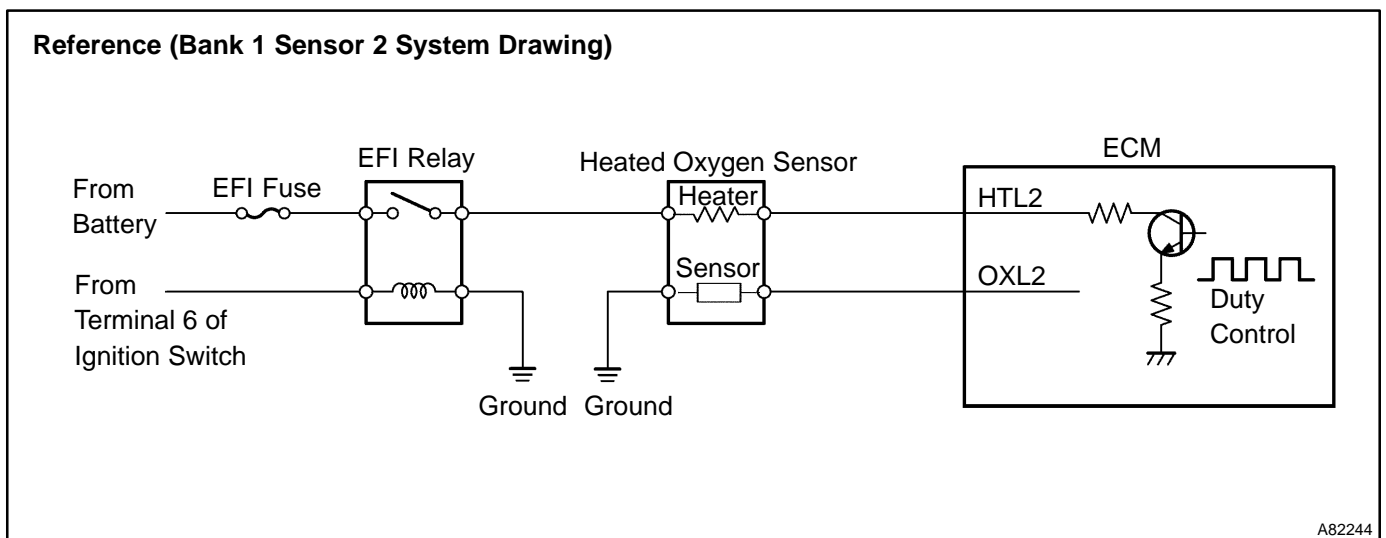 Reference (Bank 1 Sensor 2 System Drawing)
From
Battery
EFI Fuse
EFI Relay
Heated Oxygen Sensor
Heater
ECM
HTL2
From
Terminal 6 of
Ignition Switch
Sensor
OXL2
Duty
Control
Ground
Ground
A82244